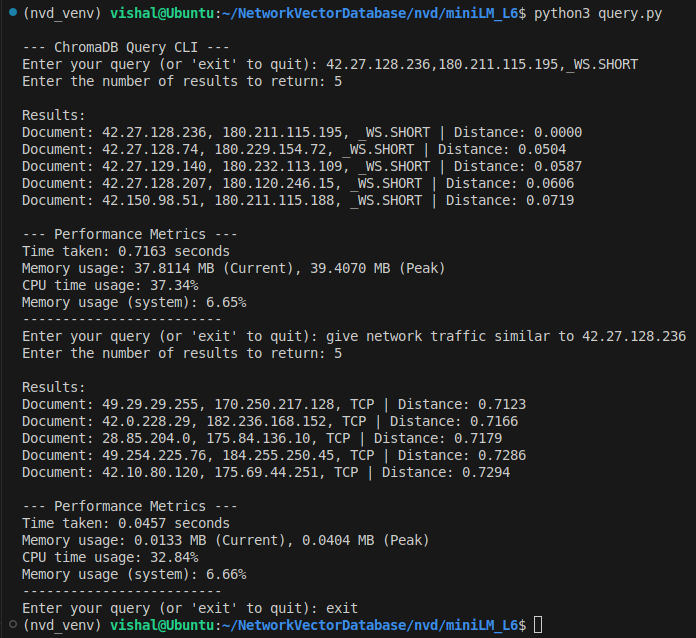 (nvd_venv) vishal@Ubuntu:~/NetworkVectorDatabase/nvd/miniLM_L6$ python3 query.py
--- ChromaDB Query CLI ---
Enter your query (or 'exit' to quit): 42.27.128.236,180.211.115.195,_WS.SHORT
Enter the number of results to return: 5
Results:
Document: 42.27.128.236, 180.211.115.195, _WS.SHORT | Distance: 0.0000
Document: 42.27.128.74, 180.229.154.72, _WS.SHORT | Distance: 0.0504
Document: 42.27.129.140, 180.232.113.109, _WS.SHORT | Distance: 0.0587
Document: 42.27.128.207, 180.120.246.15, _WS.SHORT | Distance: 0.0606
Document: 42.150.98.51, 180.211.115.188, _WS.SHORT | Distance: 0.0719
--- Performance Metrics ---
Time taken: 0.7163 seconds
Memory usage: 37.8114 MB (Current), 39.4070 MB (Peak)
CPU time usage: 37.34%
Memory usage (system): 6.65%
-------------------------
Enter your query (or 'exit' to quit): give network traffic similar to 42.27.128.236
Enter the number of results to return: 5
Results:
Document: 49.29.29.255, 170.250.217.128, TCP | Distance: 0.7123
Document: 42.0.228.29, 182.236.168.152, TCP | Distance: 0.7166
Document: 28.85.204.0, 175.84.136.10, TCP | Distance: 0.7179
Document: 49.254.225.76, 184.255.250.45, TCP | Distance: 0.7286
Document: 42.10.80.120, 175.69.44.251, TCP | Distance: 0.7294
--- Performance Metrics ---
Time taken: 0.0457 seconds
Memory usage: 0.0133 MB (Current), 0.0404 MB (Peak)
CPU time usage: 32.84%
Memory usage (system): 6.66%
-------------------------
Enter your query (or 'exit' to quit): exit
(nvd_venv) vishal@Ubuntu:~/NetworkVectorDatabase/nvd/miniLM_L6$